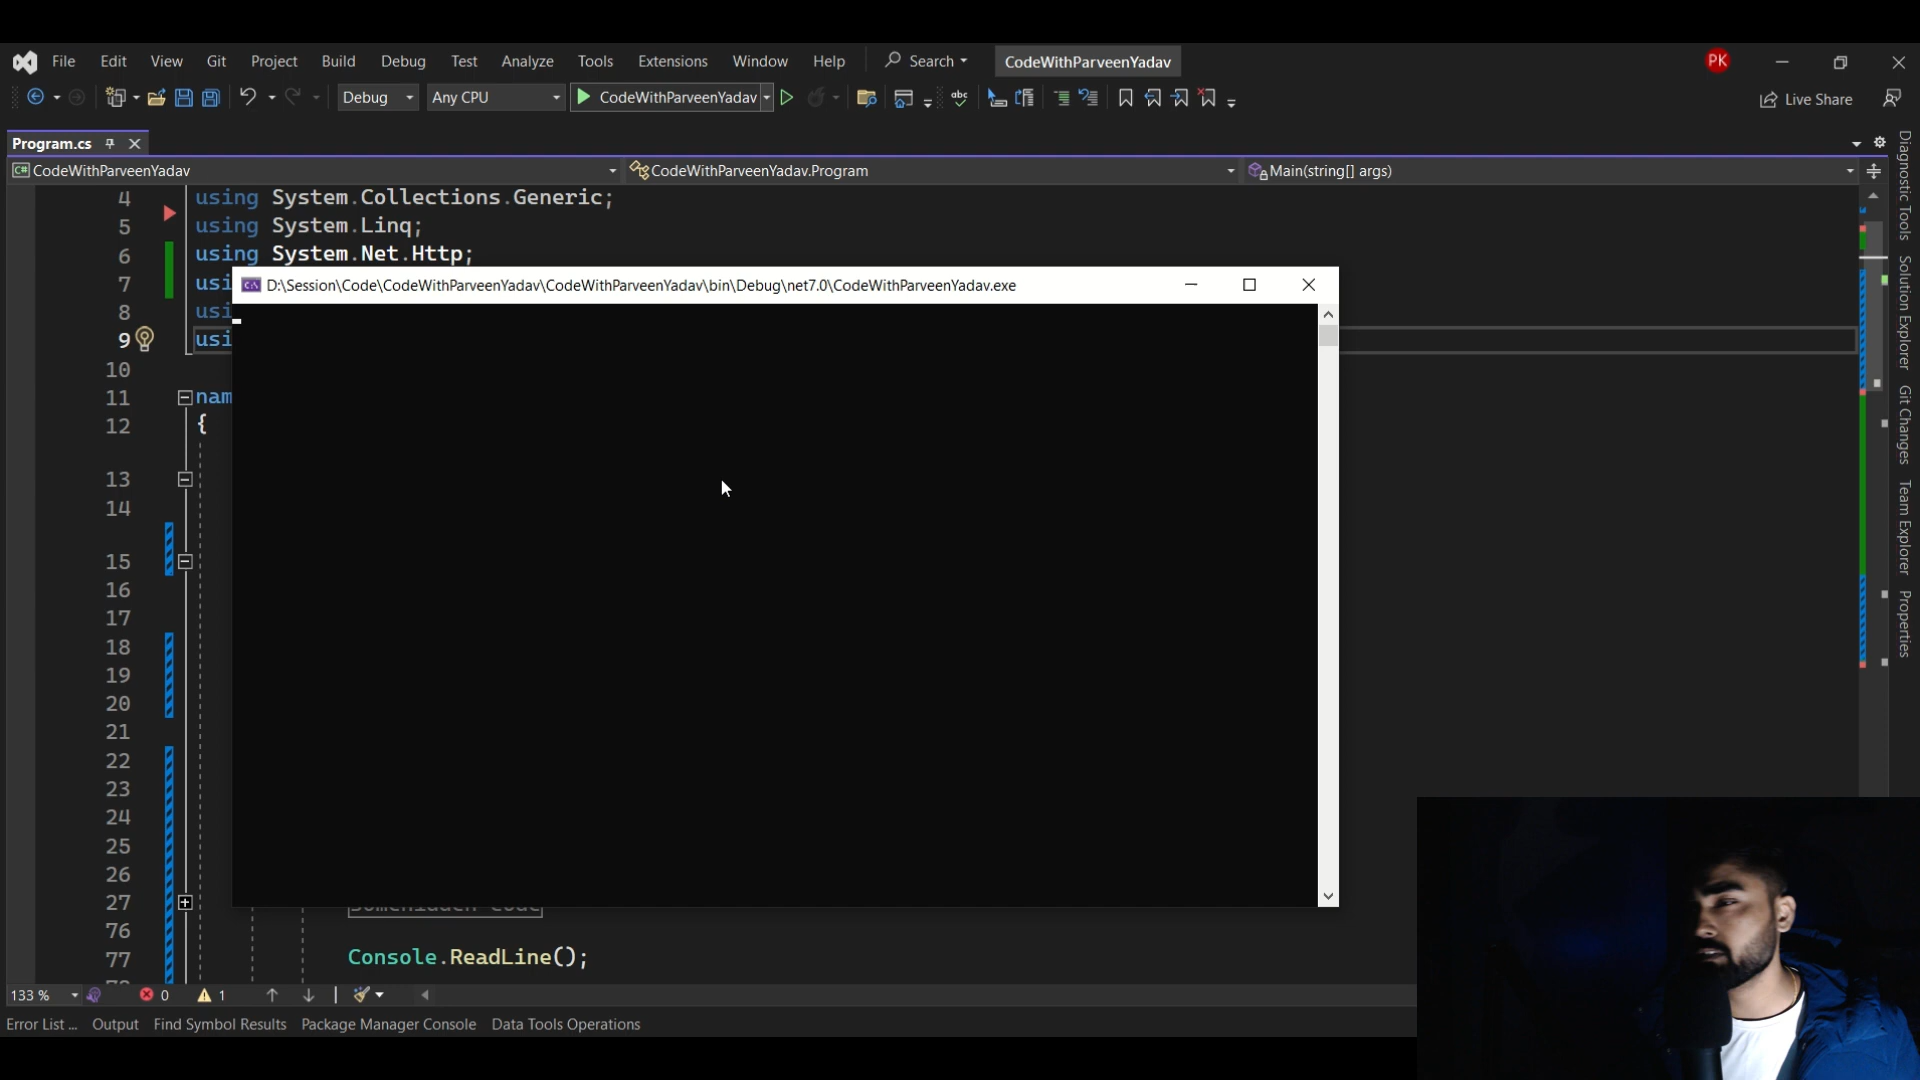 File Edit View Git Project Build Debug Test Analyze Tools Extensions Window Help Search CodeWithParveenYadav PK
Debug Any CPU CodeWithParveenYadav Live Share
Program.cs
C# CodeWithParveenYadav CodeWithParveenYadav.Program Main(string[] args)
4 using System.Collections.Generic;
5 using System.Linq;
6 using System.Net.Http;
7 usi
D:\Session\Code\CodeWithParveenYadav\CodeWithParveenYadav\bin\Debug\net7.0\CodeWithParveenYadav.exe
8 usi
9 usi
10
11 nam
12 {
13
14
15
16
17
18
19
20
21
22
23
24
25
26
27
76
77 Console.ReadLine();
133 % 0 1
Error List ... Output Find Symbol Results Package Manager Console Data Tools Operations
Diagnostic Tools
Solution Explorer
Git Changes
Team Explorer
Properties